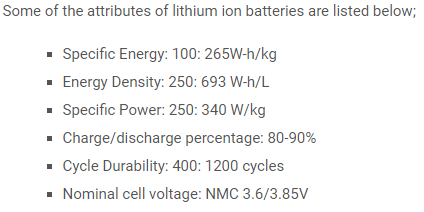 Some of the attributes of lithium ion batteries are listed below;
▪ Specific Energy: 100: 265W-h/kg
▪ Energy Density: 250: 693 W-h/L
▪ Specific Power: 250: 340 W/kg
▪ Charge/discharge percentage: 80-90%
▪ Cycle Durability: 400: 1200 cycles
▪ Nominal cell voltage: NMC 3.6/3.85V